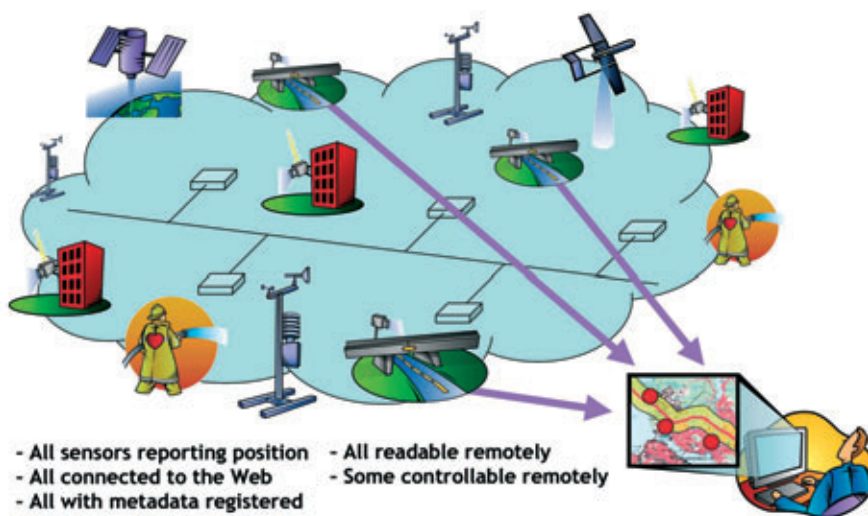 - All sensors reporting position
- All connected to the Web
- All with metadata registered
- All readable remotely
- Some controllable remotely